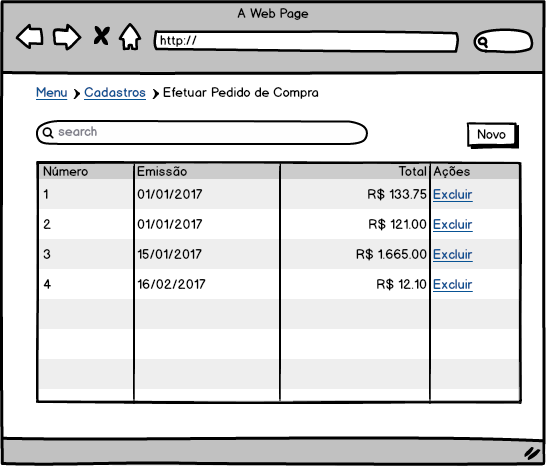 A Web Page
http://
Menu > Cadastros > Efetuar Pedido de Compra
search
Novo
Número Emissão Total Ações
1 01/01/2017 R$ 133.75 Excluir
2 01/01/2017 R$ 121.00 Excluir
3 15/01/2017 R$ 1.665.00 Excluir
4 16/02/2017 R$ 12.10 Excluir